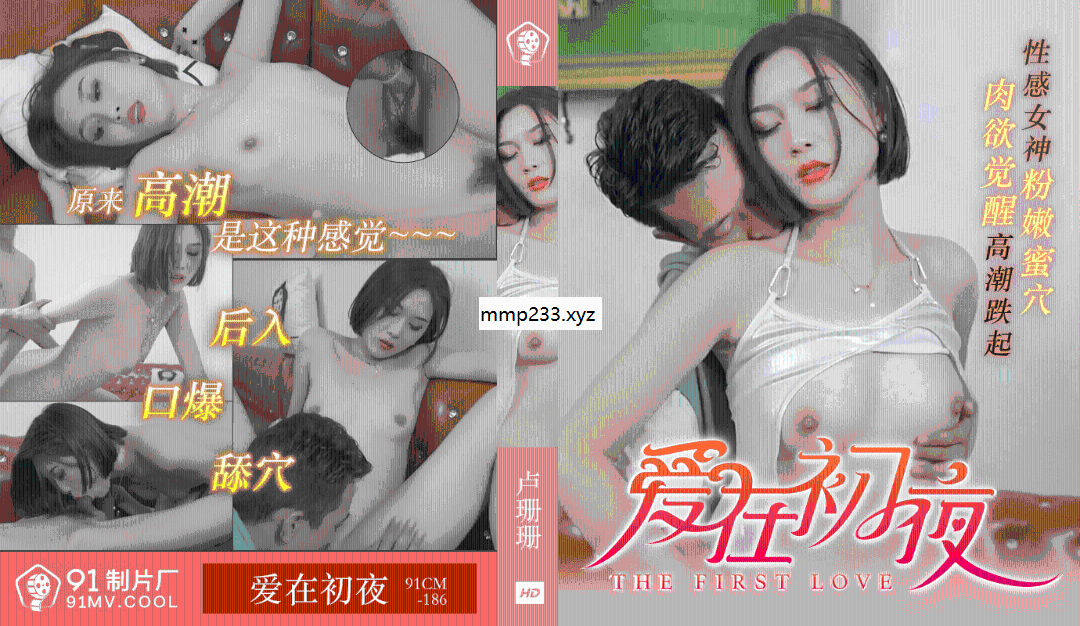 原来 高潮
是这种感觉~~~
后入
口爆
舔穴
91制片厂
91MV.COOL
爱在初夜
91CM
-186
卢珊珊
HD
mmp233.xyz
性感女神粉嫩蜜穴
肉欲觉醒高潮跌起
爱在初夜
THE FIRST LOVE